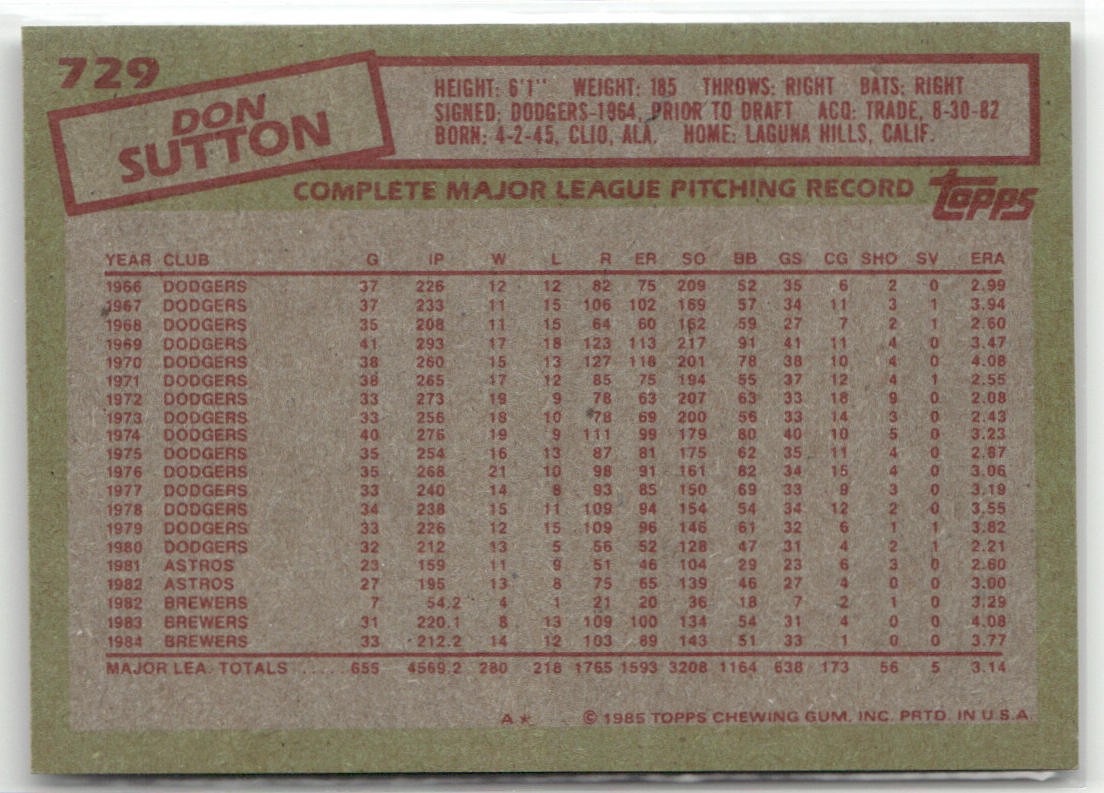 729
DON
SUTTON
HEIGHT: 6'1" WEIGHT: 185 THROWS: RIGHT BATS: RIGHT
SIGNED: DODGERS-1964, PRIOR TO DRAFT ACQ: TRADE, 8-30-82
BORN: 4-2-45, CLIO, ALA. HOME: LAGUNA HILLS, CALIF.
COMPLETE MAJOR LEAGUE PITCHING RECORD
topps
YEAR CLUB G IP W L R ER SO BB GS CG SHO SV ERA
1966 DODGERS 37 226 12 12 82 75 209 52 35 6 2 0 2.99
1967 DODGERS 37 233 11 15 106 102 169 57 34 11 3 1 3.94
1968 DODGERS 35 208 11 15 64 60 162 59 27 7 2 1 2.60
1969 DODGERS 41 293 17 18 123 113 217 91 41 11 4 0 3.47
1970 DODGERS 38 260 15 13 127 118 201 78 38 10 4 0 4.08
1971 DODGERS 38 265 17 12 85 75 194 55 37 12 4 1 2.55
1972 DODGERS 33 273 19 9 78 63 207 63 33 18 9 0 2.08
1973 DODGERS 33 256 18 10 78 69 200 56 33 14 3 0 2.43
1974 DODGERS 40 276 19 9 111 99 179 80 40 10 5 0 3.23
1975 DODGERS 35 254 16 13 87 81 175 62 35 11 4 0 2.87
1976 DODGERS 35 268 21 10 98 91 161 82 34 15 4 0 3.06
1977 DODGERS 33 240 14 8 93 85 150 69 33 9 3 0 3.19
1978 DODGERS 34 238 15 11 109 94 154 54 34 12 2 0 3.55
1979 DODGERS 33 226 12 15 109 96 146 61 32 6 1 1 3.82
1980 DODGERS 32 212 13 5 56 52 128 47 31 4 2 1 2.21
1981 ASTROS 23 159 11 9 51 46 104 29 23 6 3 0 2.60
1982 ASTROS 27 195 13 8 75 65 139 46 27 4 0 0 3.00
1982 BREWERS 7 54.2 4 1 21 20 36 18 7 2 1 0 3.29
1983 BREWERS 31 220.1 8 13 109 100 134 54 31 4 0 0 4.08
1984 BREWERS 33 212.2 14 12 103 89 143 51 33 1 0 0 3.77
MAJOR LEA. TOTALS ..... 655 4569.2 280 218 1765 1593 3208 1164 638 173 56 5 3.14
A★ © 1985 TOPPS CHEWING GUM, INC. PRTD. IN U.S.A.